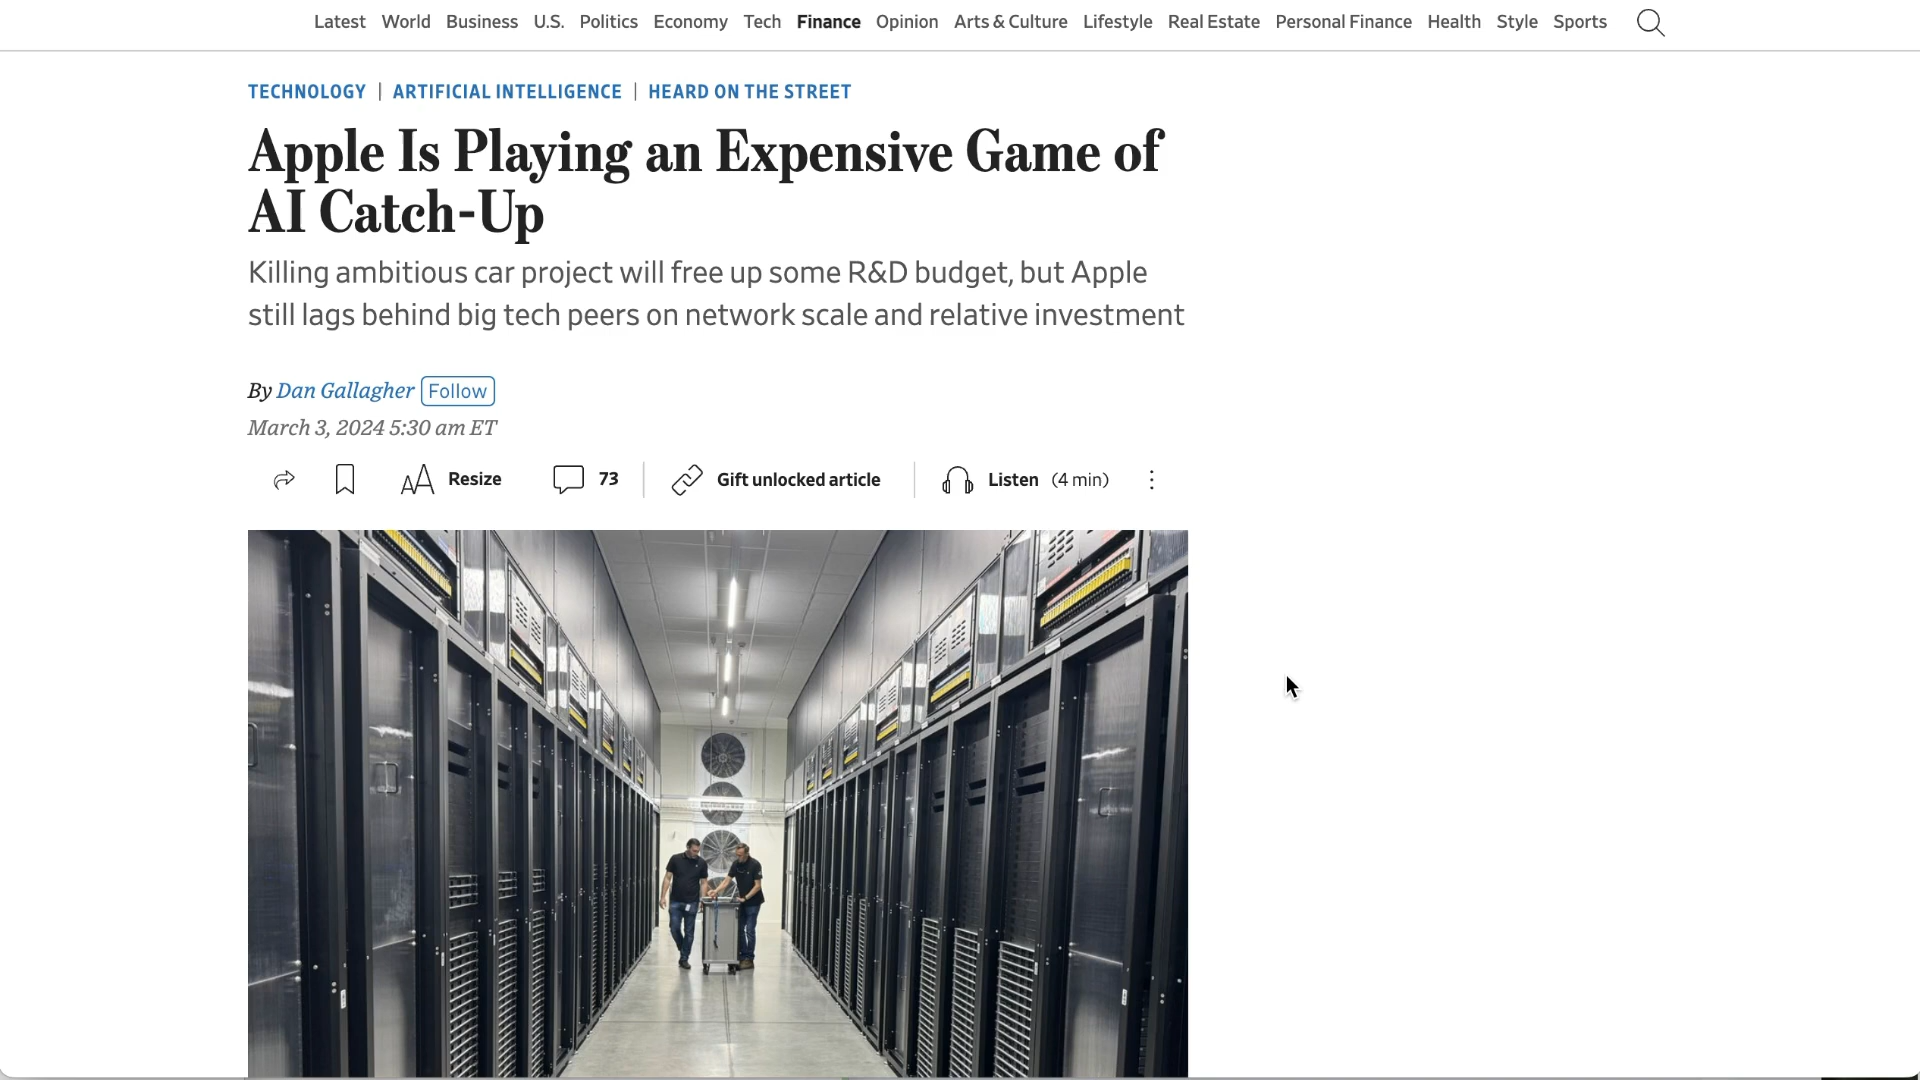 Latest World Business U.S. Politics Economy Tech Finance Opinion Arts & Culture Lifestyle Real Estate Personal Finance Health Style Sports
TECHNOLOGY | ARTIFICIAL INTELLIGENCE | HEARD ON THE STREET
Apple Is Playing an Expensive Game of
AI Catch-Up
Killing ambitious car project will free up some R&D budget, but Apple
still lags behind big tech peers on network scale and relative investment
By Dan Gallagher Follow
March 3, 2024 5:30 am ET
AA Resize 73 Gift unlocked article Listen (4 min)